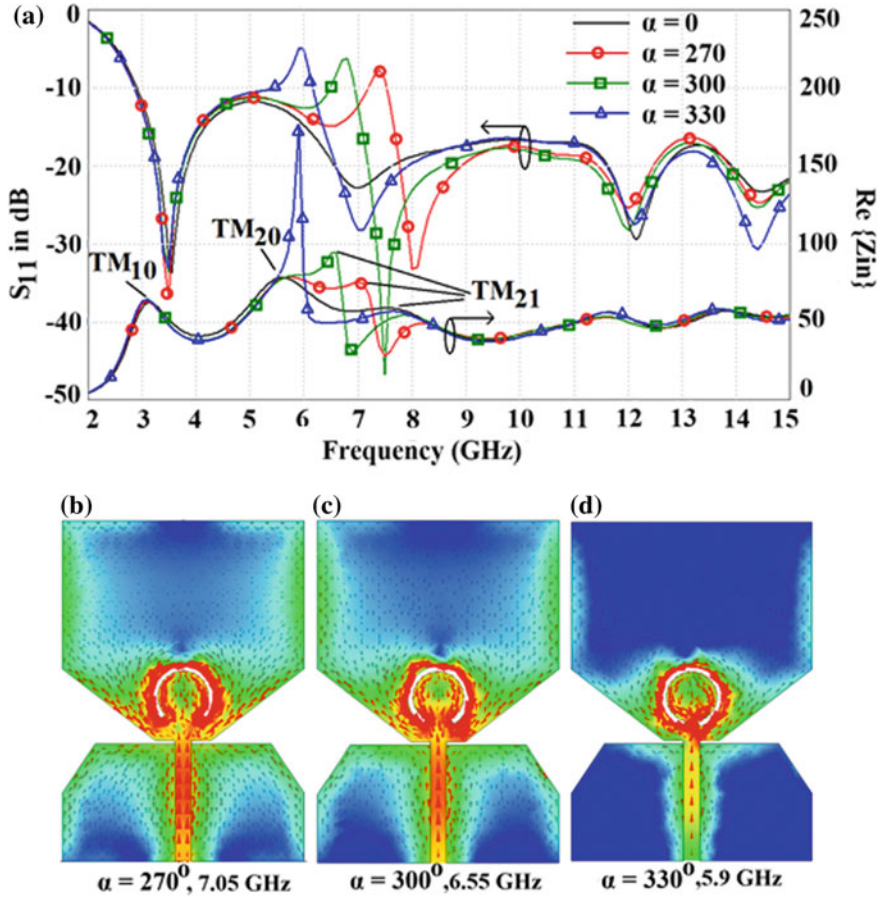 (a)
0
-10
-20
-30
-40
-50
S11 in dB
250
200
150
100
50
0
Re {Zin}
α = 0
α = 270
α = 300
α = 330
TM10
TM20
TM21
2 3 4 5 6 7 8 9 10 11 12 13 14 15
Frequency (GHz)
(b)
(c)
(d)
α = 270⁰, 7.05 GHz
α = 300⁰,6.55 GHz
α = 330⁰,5.9 GHz